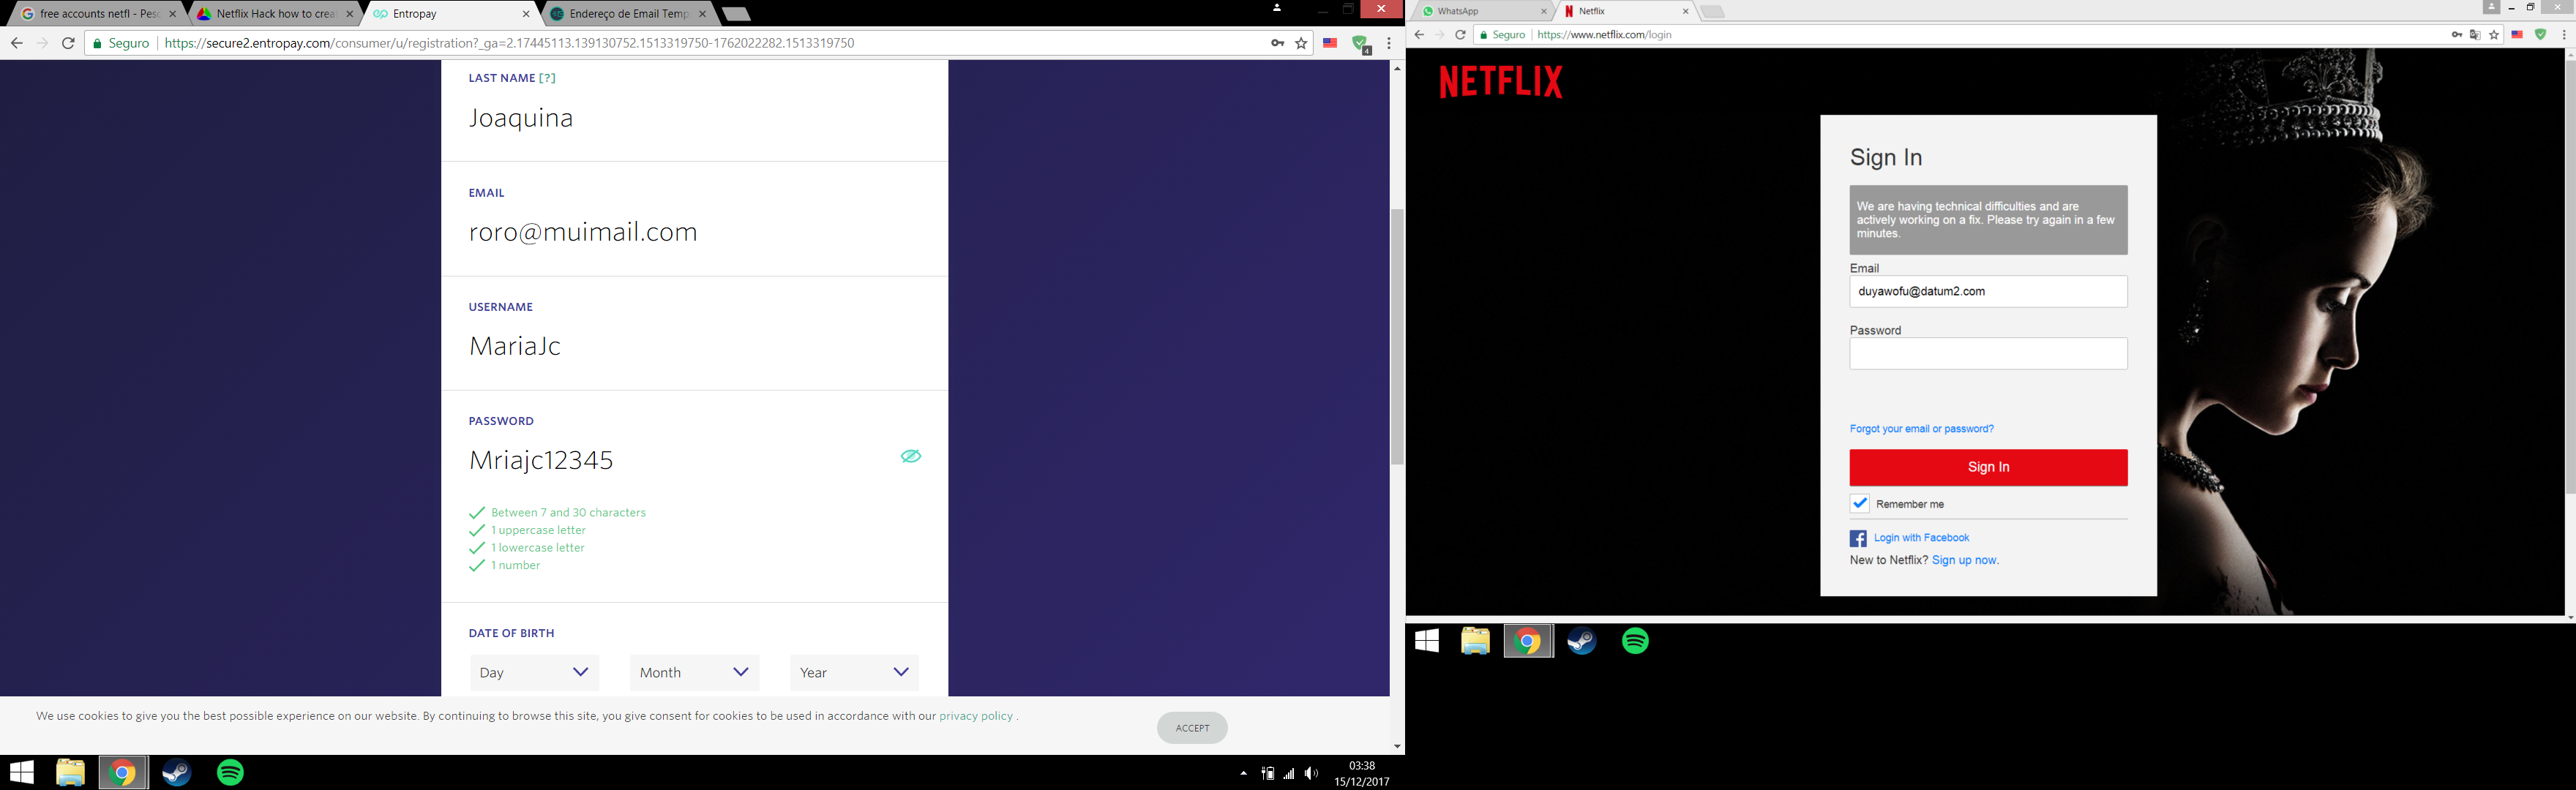 free accounts netfl - Pesc
Netflix Hack how to crea
Entropay
Endereço de Email Temp
Seguro
https://secure2.entropay.com/consumer/u/registration?_ga=2.17445113.139130752.1513319750-1762022282.1513319750
4
LAST NAME [?]
Joaquina
EMAIL
roro@muimail.com
USERNAME
MariaJc
PASSWORD
Mriajc12345
Between 7 and 30 characters
1 uppercase letter
1 lowercase letter
1 number
DATE OF BIRTH
Day
Month
Year
We use cookies to give you the best possible experience on our website. By continuing to browse this site, you give consent for cookies to be used in accordance with our privacy policy .
ACCEPT
03:38
15/12/2017
WhatsApp
Netflix
Seguro
https://www.netflix.com/login
NETFLIX
Sign In
We are having technical difficulties and are
actively working on a fix. Please try again in a few
minutes.
Email
duyawofu@datum2.com
Password
Forgot your email or password?
Sign In
Remember me
Login with Facebook
New to Netflix? Sign up now.